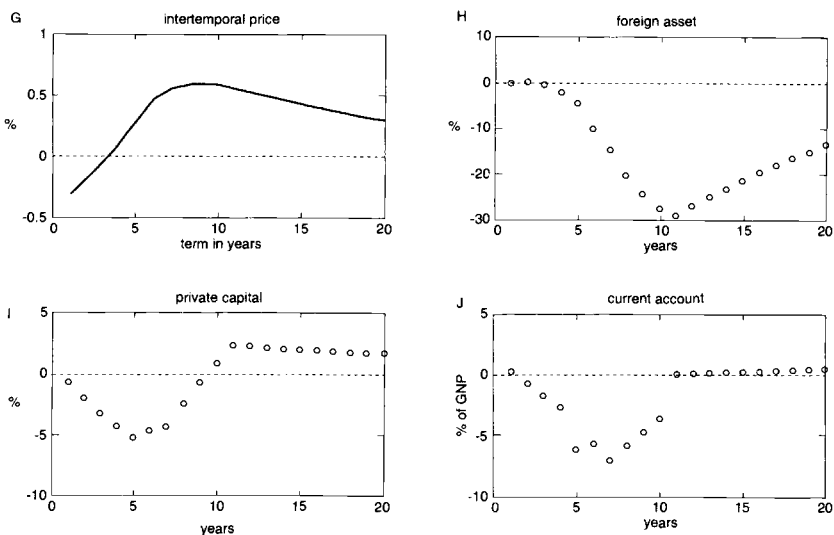 G
intertemporal price
1
0.5
%
0
-0.5
0 5 10 15 20
term in years
H
foreign asset
10
0
%
-10
-20
-30
0 5 10 15 20
years
I
private capital
5
0
%
-5
-10
0 5 10 15 20
years
J
current account
5
0
% of GNP
-5
-10
0 5 10 15 20
years